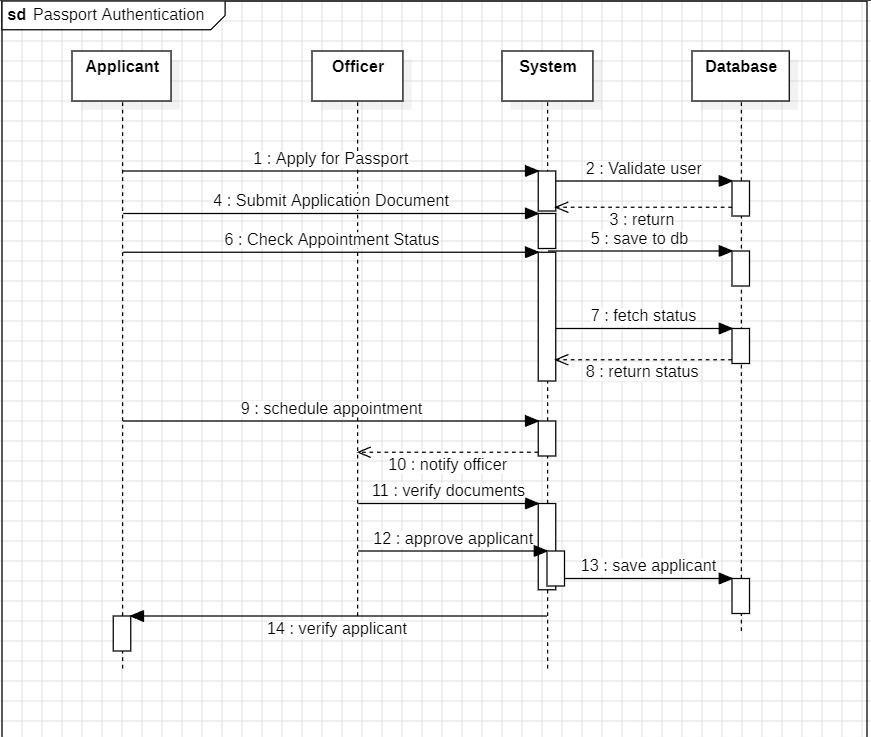 sd Passport Authentication
Applicant
Officer
System
Database
1 : Apply for Passport
2 : Validate user
3 : return
4 : Submit Application Document
5 : save to db
6 : Check Appointment Status
7 : fetch status
8 : return status
9 : schedule appointment
10 : notify officer
11 : verify documents
12 : approve applicant
13 : save applicant
14 : verify applicant